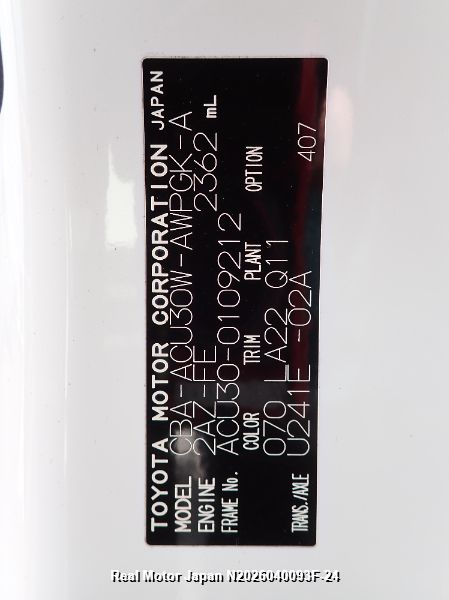 TOYOTA MOTOR CORPORATION JAPAN
MODEL CBA-ACU30W-AWPGK-A
ENGINE 2AZ-FE 2362 mL
FRAME No. ACU30-0109212
COLOR TRIM PLANT OPTION
070 LA22 Q11
TRANS./AXLE U241E -02A 407
Real Motor Japan N2026040093F-24